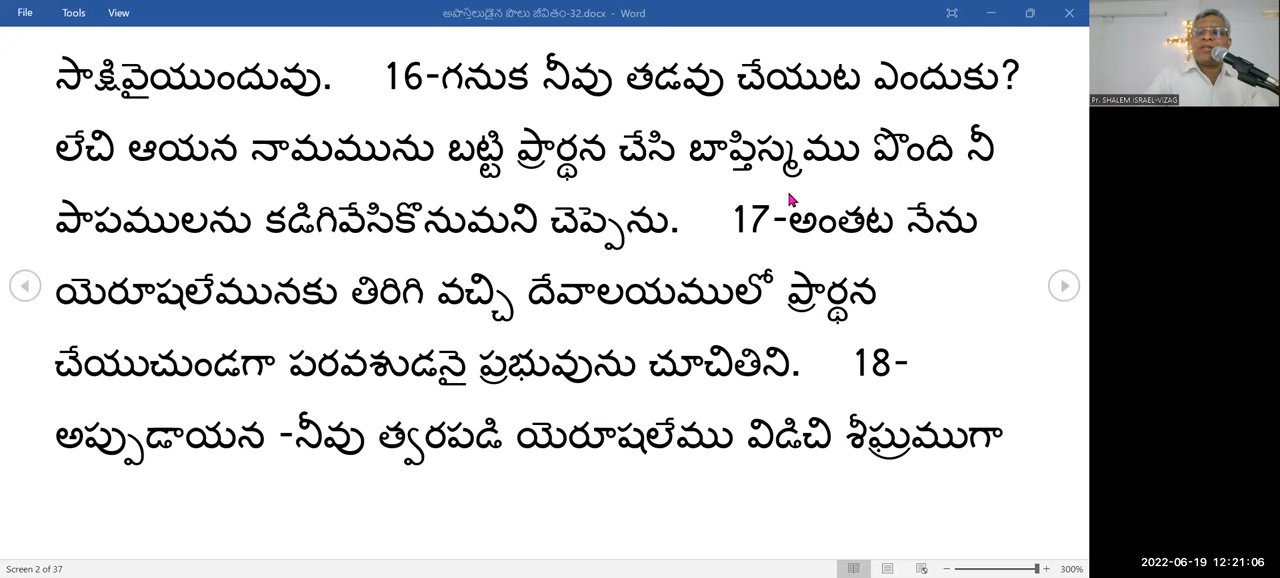 File Tools View అపొస్తలుడైన పౌలు జీవితం-32.docx - Word
సాక్షివైయుందువు. 16-గనుక నీవు తడవు చేయుట ఎందుకు?
లేచి ఆయన నామమును బట్టి ప్రార్థన చేసి బాప్తిస్మము పొంది నీ
పాపములను కడిగివేసికొనుమని చెప్పెను. 17-అంతట నేను
యెరూషలేమునకు తిరిగి వచ్చి దేవాలయములో ప్రార్థన
చేయుచుండగా పరవశుడనై ప్రభువును చూచితిని. 18-
అప్పుడాయన -నీవు త్వరపడి యెరూషలేము విడిచి శీఘ్రముగా
Pr. SHALEM ISRAEL-VIZAG
2022-06-19 12:21:06
Screen 2 of 37
300%